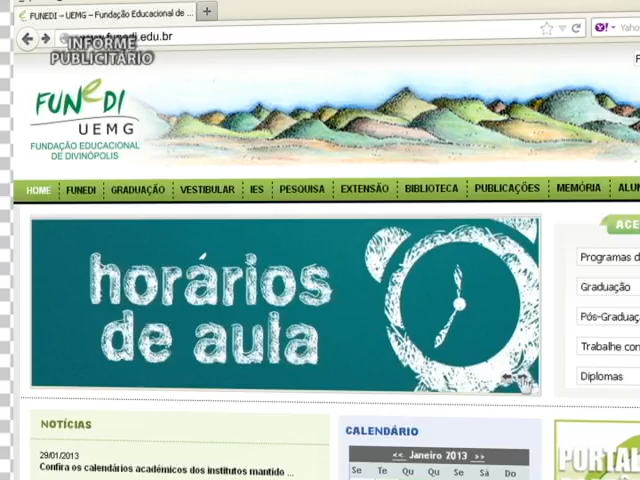 FUNEDI – UEMG – Fundação Educacional de ...
INFORME
PUBLICITÁRIO
www.funedi.edu.br
FUNeDI
UEMG
FUNDAÇÃO EDUCACIONAL
DE DIVINÓPOLIS
HOME FUNEDI GRADUAÇÃO VESTIBULAR IES PESQUISA EXTENSÃO BIBLIOTECA PUBLICAÇÕES MEMÓRIA ALU
horários
de aula
ACE
Programas d
Graduação
Pós-Graduaç
Trabalhe con
Diplomas
NOTÍCIAS
29/01/2013
Confira os calendários acadêmicos dos institutos mantido ...
CALENDÁRIO
<< Janeiro 2013 >>
Se Te Qu Qu Se Sá Do
PORTAL